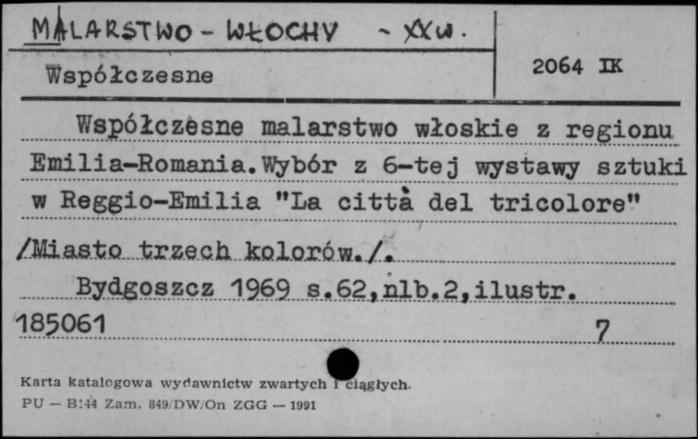 MALARSTWO - WŁOCHY - XXw.
Współczesne
2064 IK
Współczesne malarstwo włoskie z regionu
Emilia-Romania.Wybór z 6-tej wystawy sztuki
w Reggio-Emilia "La città del tricolore"
/Miasto trzech kolorów./.
Bydgoszcz 1969 s.62,nlb.2,ilustr.
185061 7
Karta katalogowa wydawnictw zwartych i ciągłych.
PU — B144 Zam. 849/DW/On ZGG — 1991